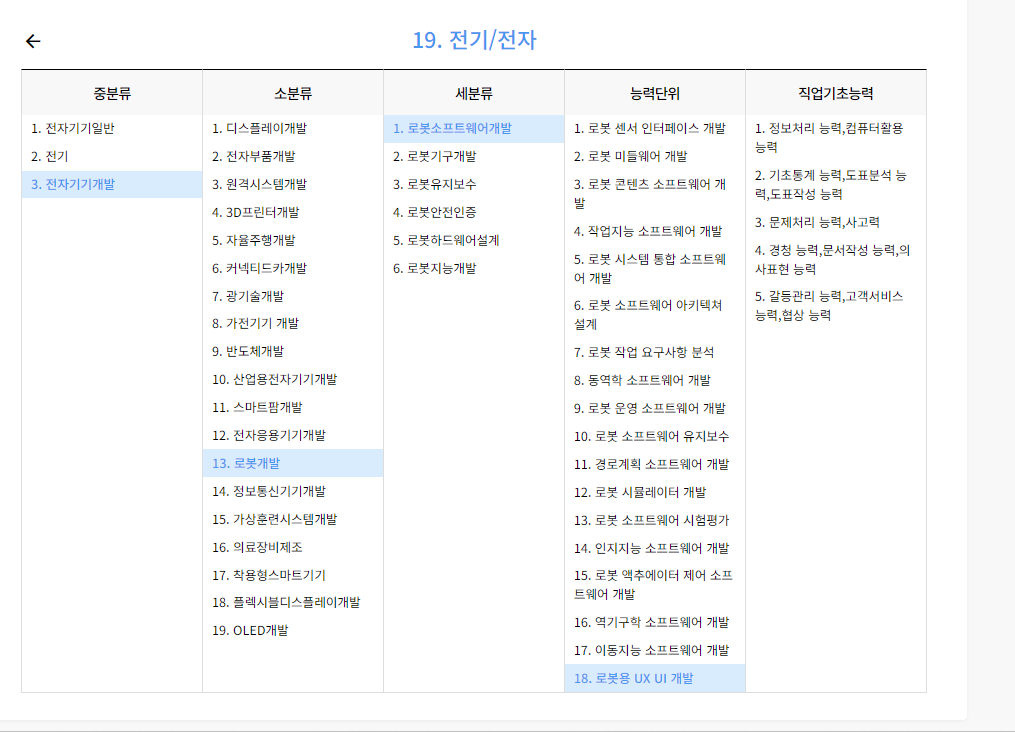 19. 전기/전자
중분류
소분류
세분류
능력단위
직업기초능력
1. 전자기기일반
2. 전기
3. 전자기기개발
1. 디스플레이개발
2. 전자부품개발
3. 원격시스템개발
4. 3D프린터개발
5. 자율주행개발
6. 커넥티드카개발
7. 광기술개발
8. 가전기기 개발
9. 반도체개발
10. 산업용전자기기개발
11. 스마트팜개발
12. 전자응용기기개발
13. 로봇개발
14. 정보통신기기개발
15. 가상훈련시스템개발
16. 의료장비제조
17. 착용형스마트기기
18. 플렉시블디스플레이개발
19. OLED개발
1. 로봇소프트웨어개발
2. 로봇기구개발
3. 로봇유지보수
4. 로봇안전인증
5. 로봇하드웨어설계
6. 로봇지능개발
1. 로봇 센서 인터페이스 개발
2. 로봇 미들웨어 개발
3. 로봇 콘텐츠 소프트웨어 개
발
4. 작업지능 소프트웨어 개발
5. 로봇 시스템 통합 소프트웨
어 개발
6. 로봇 소프트웨어 아키텍쳐
설계
7. 로봇 작업 요구사항 분석
8. 동역학 소프트웨어 개발
9. 로봇 운영 소프트웨어 개발
10. 로봇 소프트웨어 유지보수
11. 경로계획 소프트웨어 개발
12. 로봇 시뮬레이터 개발
13. 로봇 소프트웨어 시험평가
14. 인지지능 소프트웨어 개발
15. 로봇 액추에이터 제어 소프
트웨어 개발
16. 역기구학 소프트웨어 개발
17. 이동지능 소프트웨어 개발
18. 로봇용 UX UI 개발
1. 정보처리 능력,컴퓨터활용
능력
2. 기초통계 능력,도표분석 능
력,도표작성 능력
3. 문제처리 능력,사고력
4. 경청 능력,문서작성 능력,의
사표현 능력
5. 갈등관리 능력,고객서비스
능력,협상 능력